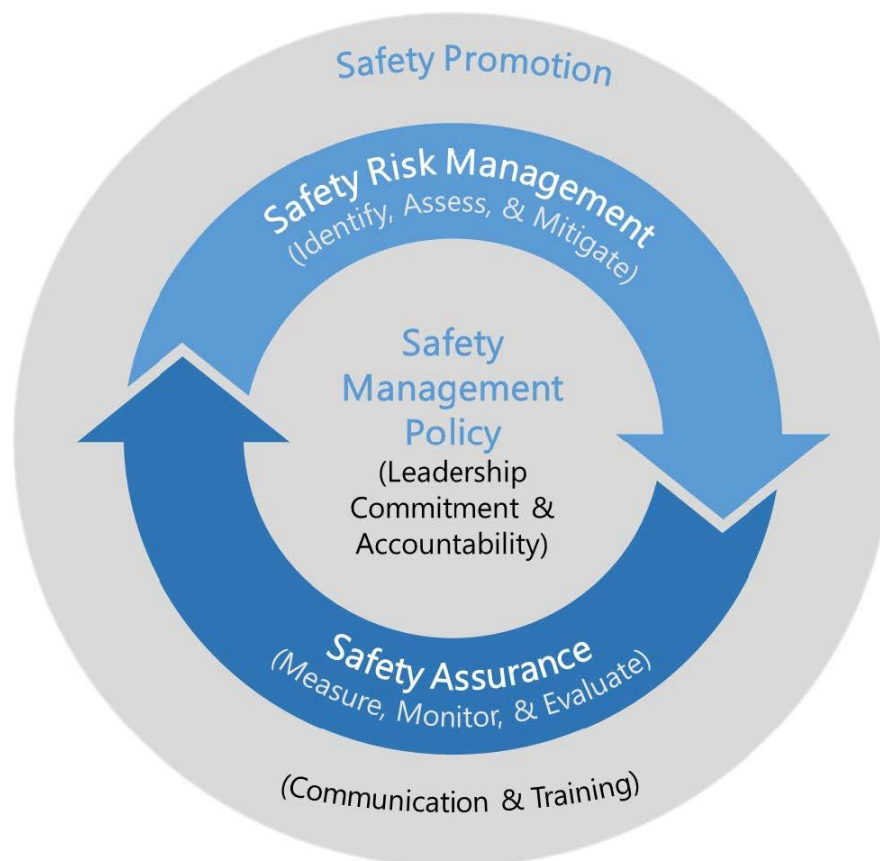 Safety Promotion
Safety Risk Management
(Identify, Assess, & Mitigate)
Safety
Management
Policy
(Leadership
Commitment &
Accountability)
Safety Assurance
(Measure, Monitor, & Evaluate)
(Communication & Training)